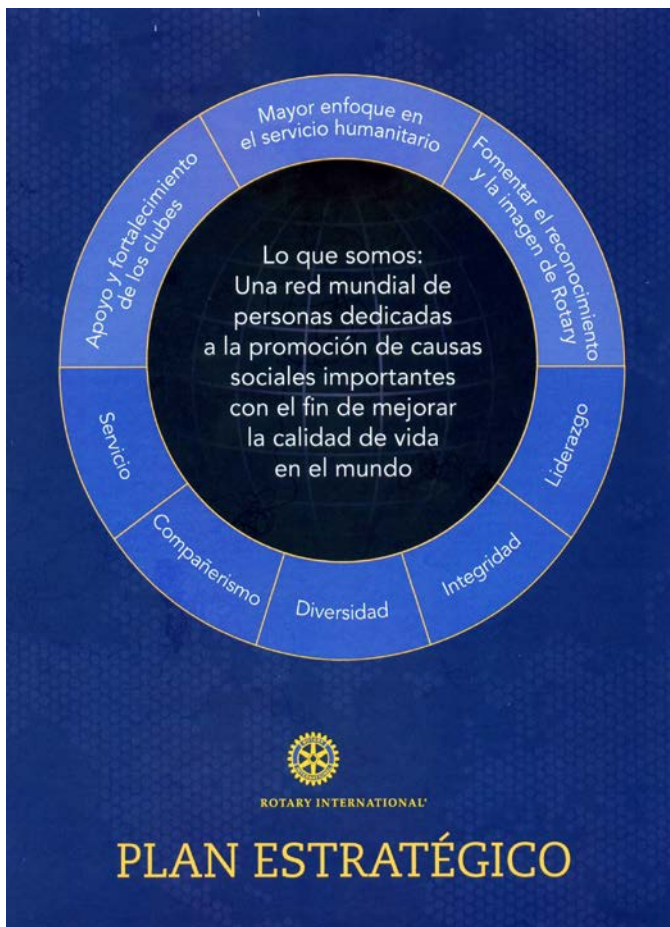 Mayor enfoque en
el servicio humanitario
Fomentar el reconocimiento
y la imagen de Rotary
Apoyo y fortalecimiento
de los clubes
Lo que somos:
Una red mundial de
personas dedicadas
a la promoción de causas
sociales importantes
con el fin de mejorar
la calidad de vida
en el mundo
Servicio
Compañerismo
Diversidad
Integridad
Liderazgo
ROTARY INTERNATIONAL
PLAN ESTRATÉGICO